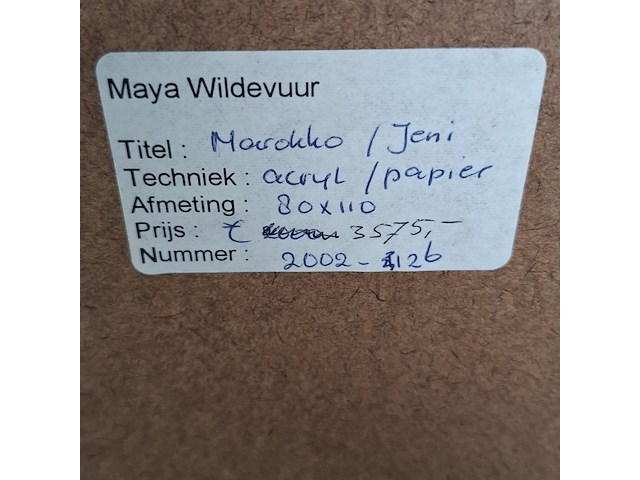 Maya Wildevuur
Titel : Marokko / Jeni
Techniek : acryl / papier
Afmeting : 80x110
Prijs : € 3575,-
Nummer : 2002-126